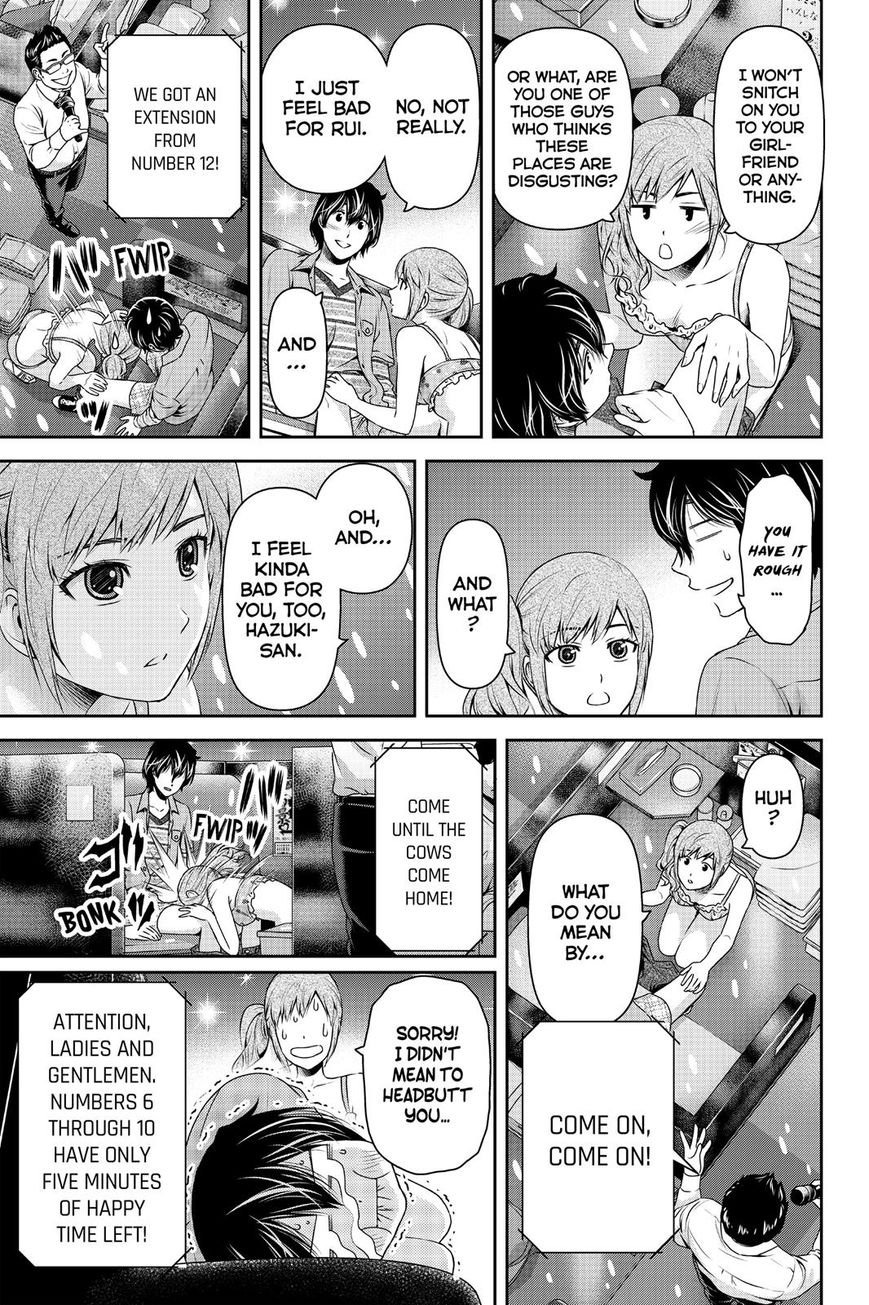 I WON'T
SNITCH
ON YOU
TO YOUR
GIRL-
FRIEND
OR ANY-
THING.
OR WHAT, ARE
YOU ONE OF
THOSE GUYS
WHO THINKS
THESE
PLACES ARE
DISGUSTING?
NO, NOT
REALLY.
I JUST
FEEL BAD
FOR RUI.
AND
...
WE GOT AN
EXTENSION
FROM
NUMBER 12!
FWIP
YOU
HAVE IT
ROUGH
...
AND
WHAT
?
OH,
AND...
I FEEL
KINDA
BAD FOR
YOU, TOO,
HAZUKI-
SAN.
HUH
?
WHAT
DO YOU
MEAN
BY...
COME ON,
COME ON!
COME
UNTIL THE
COWS
COME
HOME!
FWIP
ゴッ
BONK
SORRY!
I DIDN'T
MEAN TO
HEADBUTT
YOU...
ATTENTION,
LADIES AND
GENTLEMEN.
NUMBERS 6
THROUGH 10
HAVE ONLY
FIVE MINUTES
OF HAPPY
TIME LEFT!